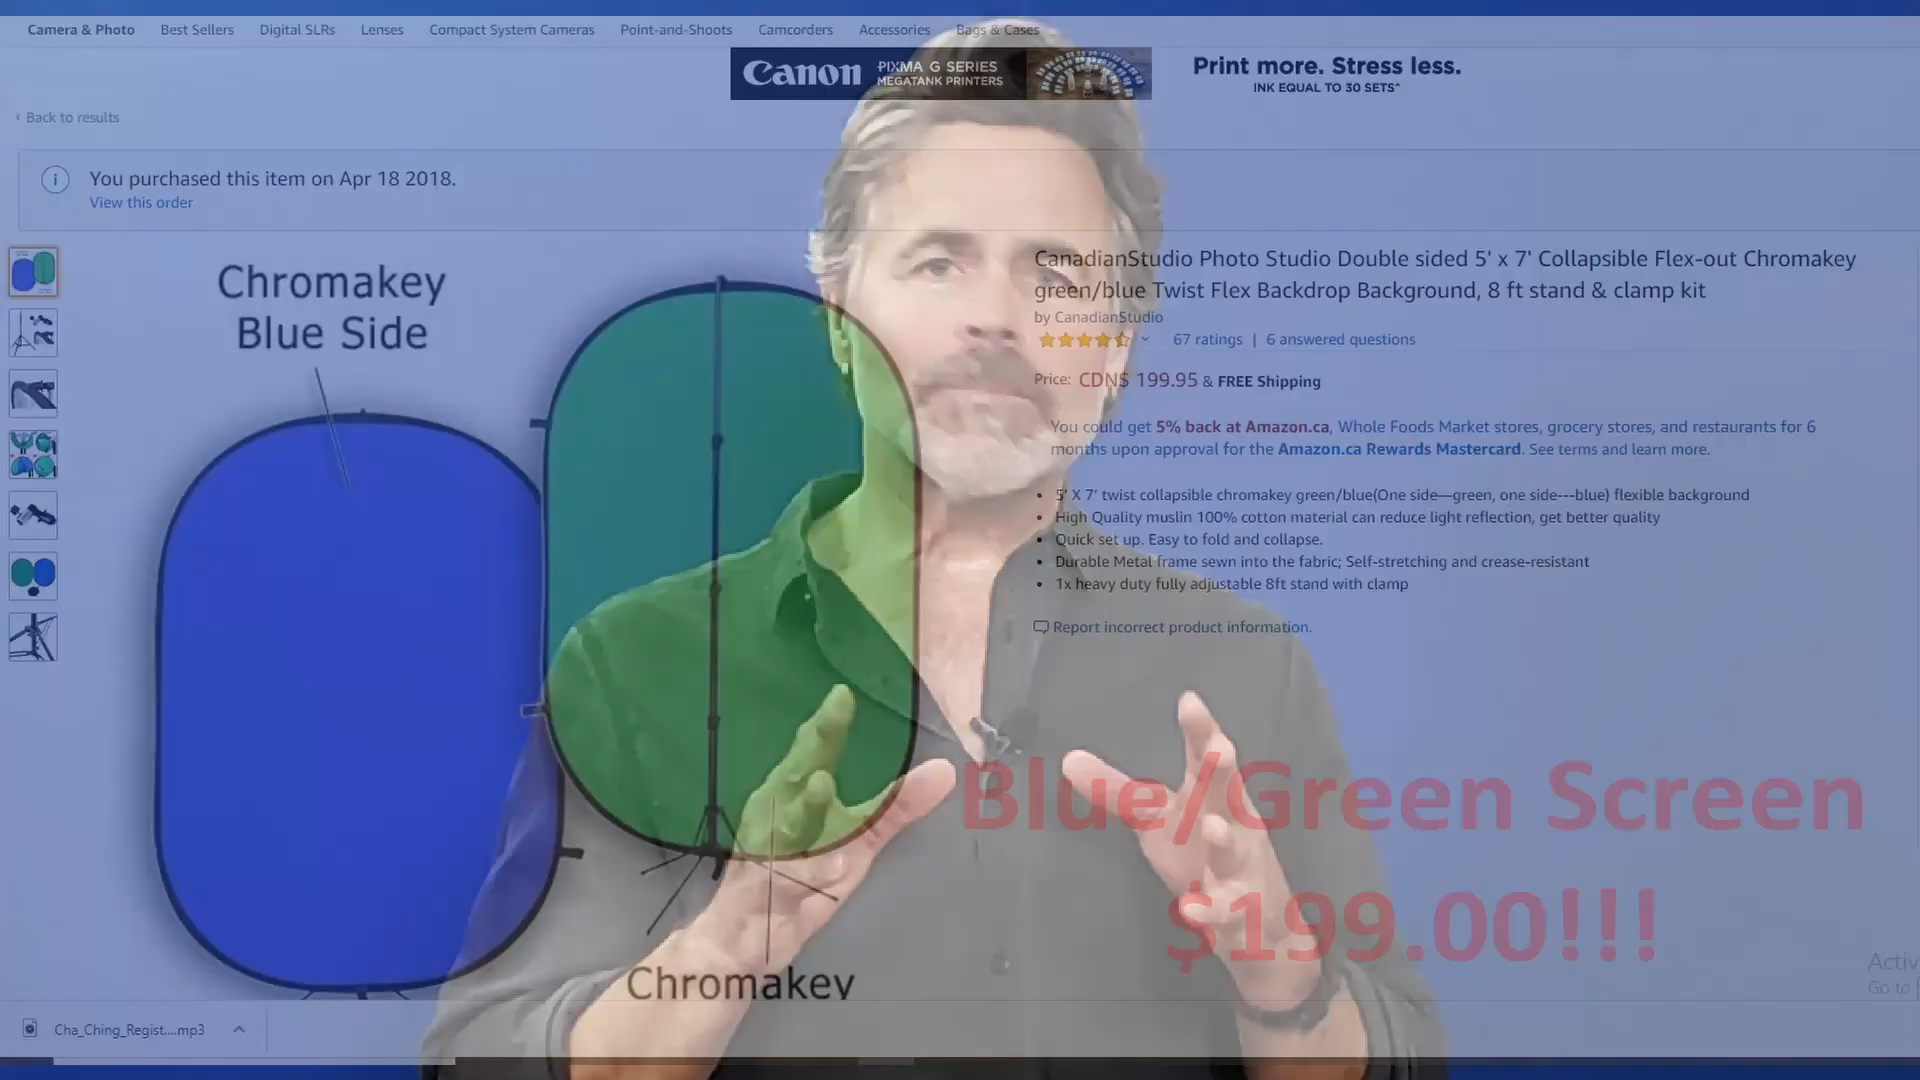 Camera & Photo Best Sellers Digital SLRs Lenses Compact System Cameras Point-and-Shoots Camcorders Accessories Bags & Cases
Canon PIXMA G SERIES
MEGATANK PRINTERS
Print more. Stress less.
INK EQUAL TO 30 SETS^
‹ Back to results
You purchased this item on Apr 18 2018.
View this order
Chromakey
Blue Side
CanadianStudio Photo Studio Double sided 5' x 7' Collapsible Flex-out Chromakey
green/blue Twist Flex Backdrop Background, 8 ft stand & clamp kit
by CanadianStudio
67 ratings | 6 answered questions
Price: CDN$ 199.95 & FREE Shipping
You could get 5% back at Amazon.ca, Whole Foods Market stores, grocery stores, and restaurants for 6
months upon approval for the Amazon.ca Rewards Mastercard. See terms and learn more.
• 5' X 7' twist collapsible chromakey green/blue(One side—green, one side---blue) flexible background
• High Quality muslin 100% cotton material can reduce light reflection, get better quality
• Quick set up. Easy to fold and collapse.
• Durable Metal frame sewn into the fabric; Self-stretching and crease-resistant
• 1x heavy duty fully adjustable 8ft stand with clamp
Report incorrect product information.
Blue/Green Screen
$199.00!!!
Chromakey
Activ
Go to
Cha_Ching_Regist....mp3